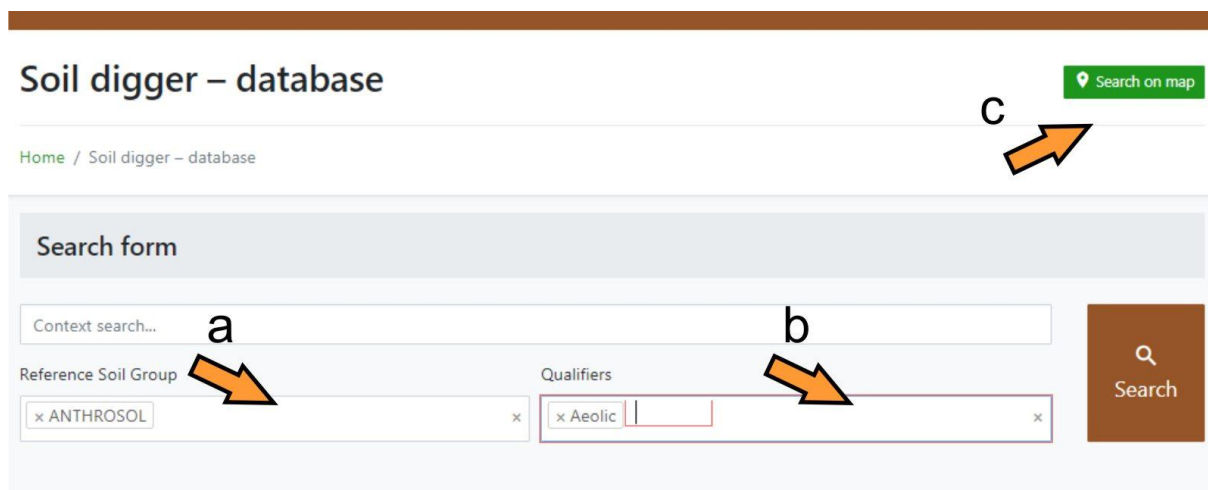 Soil digger – database
Search on map
c
Home / Soil digger – database
Search form
Context search...
a
b
Reference Soil Group
Qualifiers
Search
× ANTHROSOL ×
× Aeolic ×